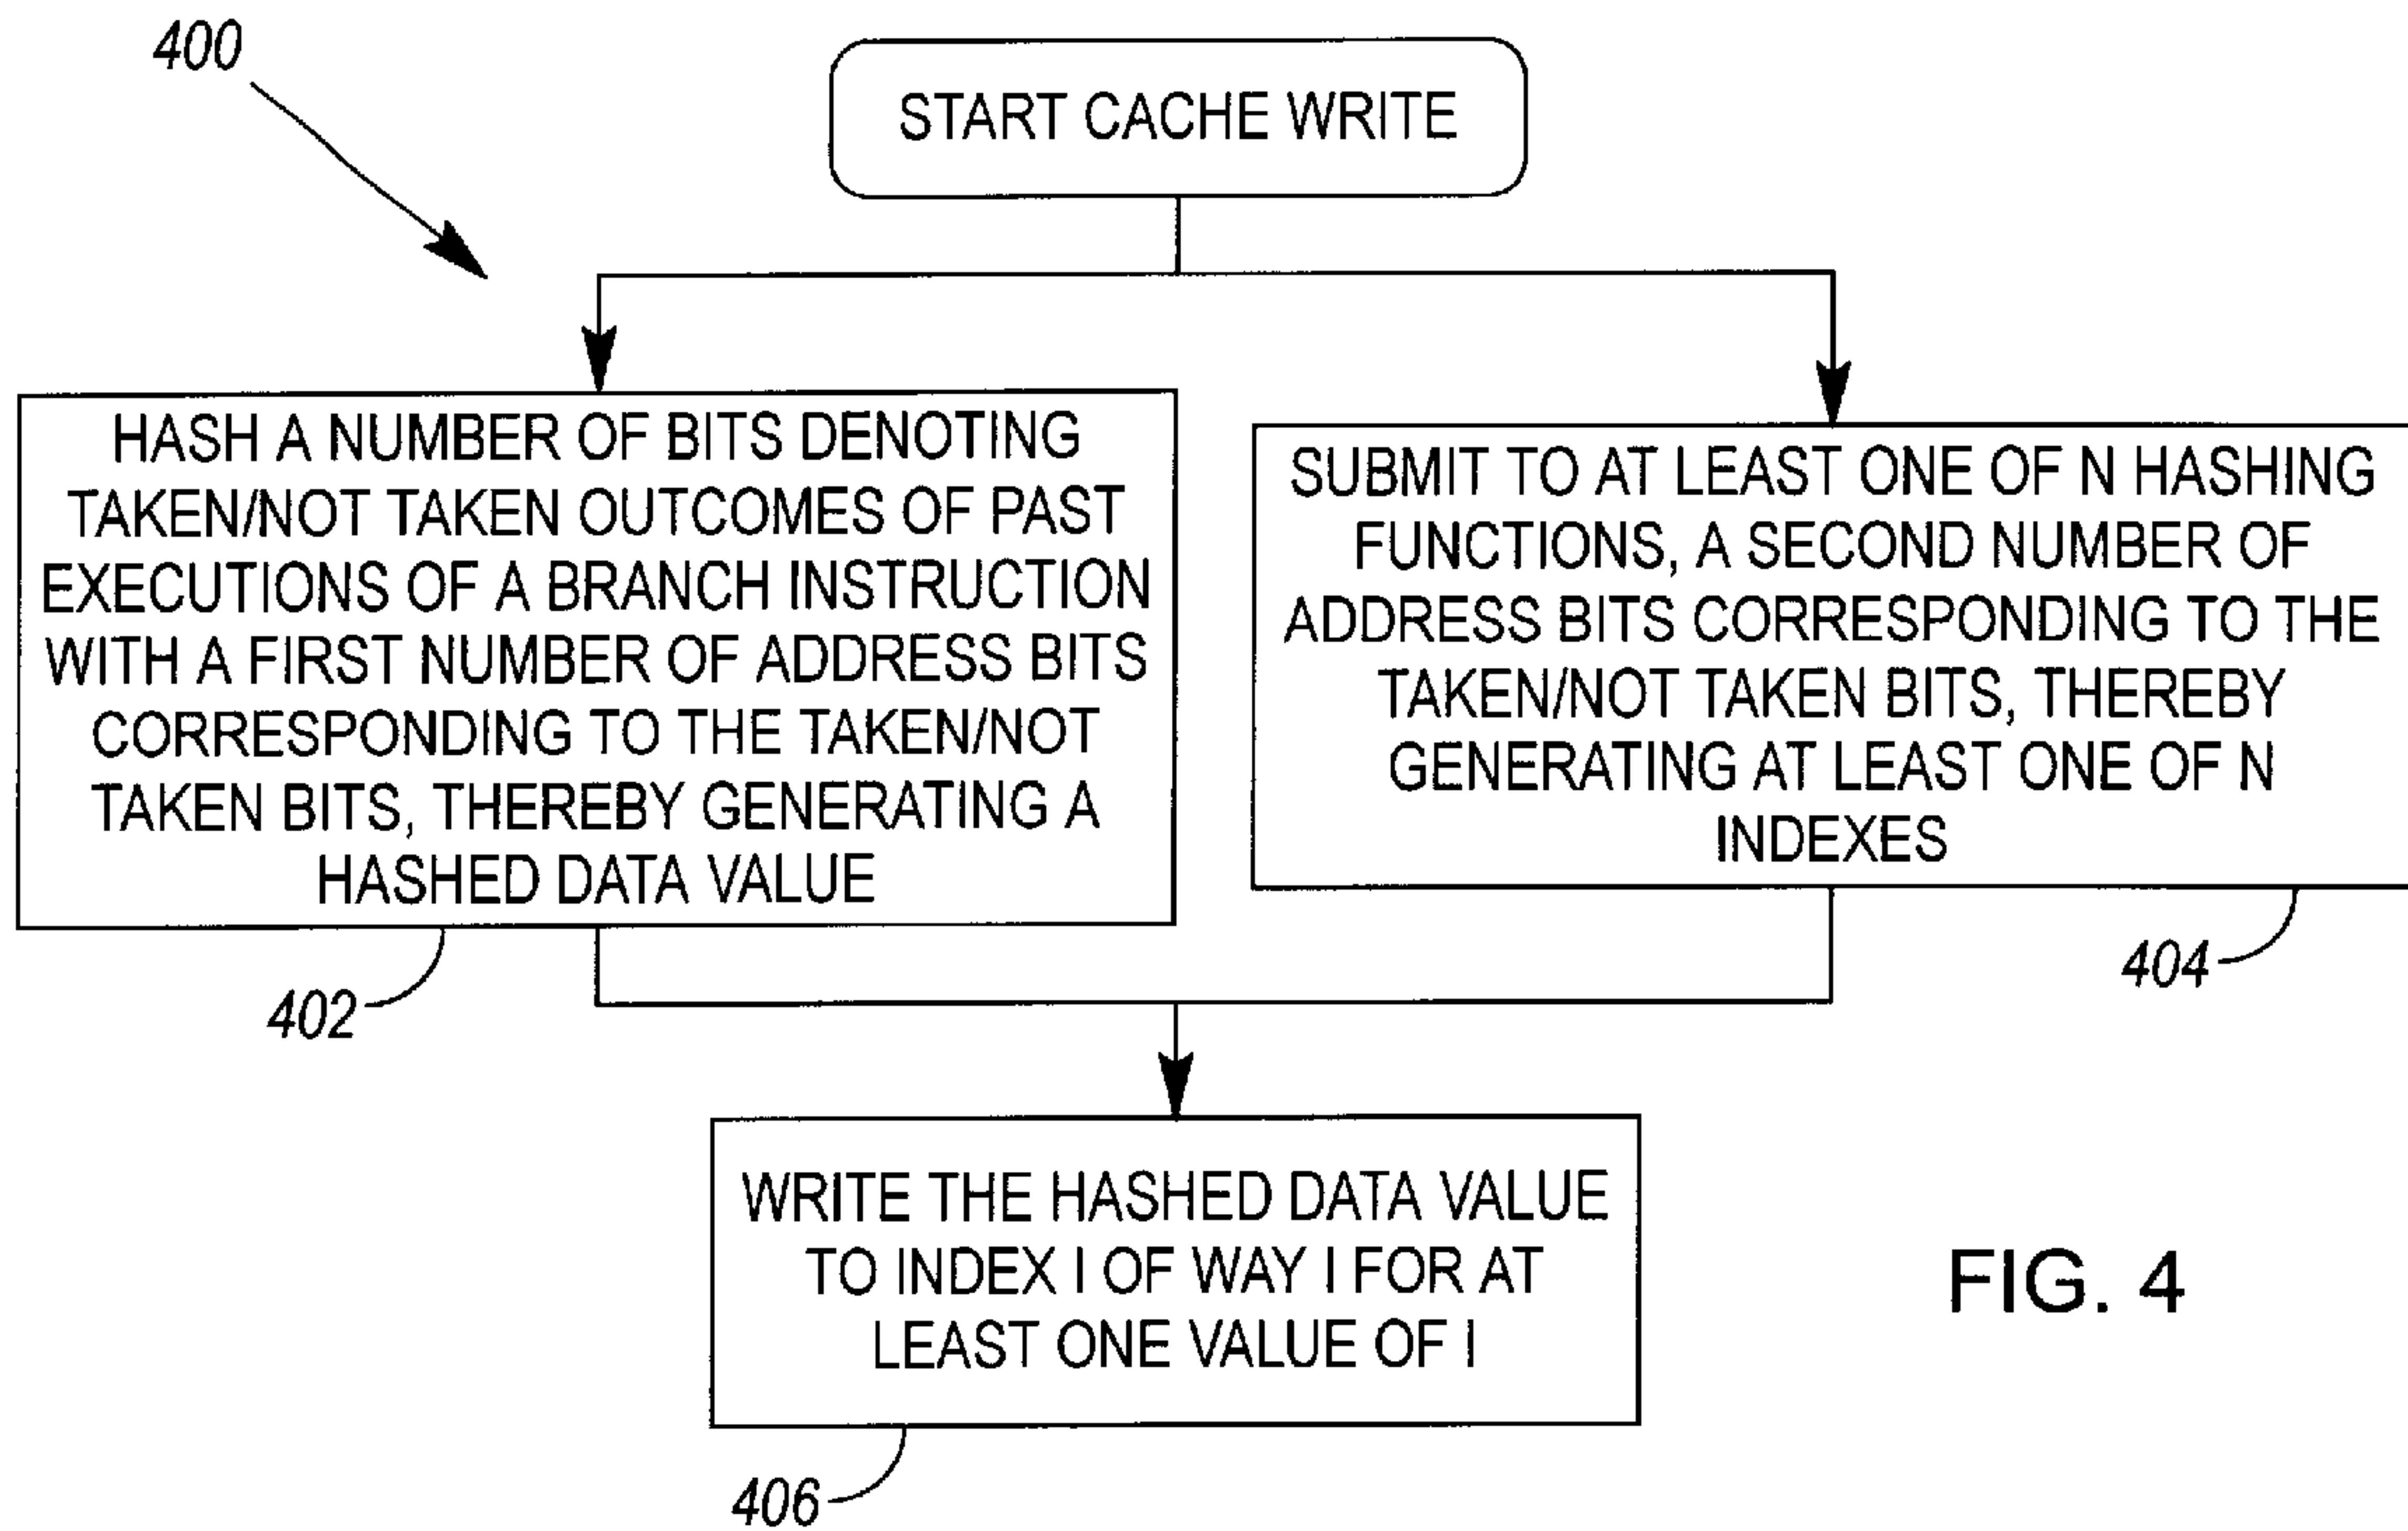 400
START CACHE WRITE
HASH A NUMBER OF BITS DENOTING
TAKEN/NOT TAKEN OUTCOMES OF PAST
EXECUTIONS OF A BRANCH INSTRUCTION
WITH A FIRST NUMBER OF ADDRESS BITS
CORRESPONDING TO THE TAKEN/NOT
TAKEN BITS, THEREBY GENERATING A
HASHED DATA VALUE
402
SUBMIT TO AT LEAST ONE OF N HASHING
FUNCTIONS, A SECOND NUMBER OF
ADDRESS BITS CORRESPONDING TO THE
TAKEN/NOT TAKEN BITS, THEREBY
GENERATING AT LEAST ONE OF N
INDEXES
404
WRITE THE HASHED DATA VALUE
TO INDEX I OF WAY I FOR AT
LEAST ONE VALUE OF I
406
FIG. 4